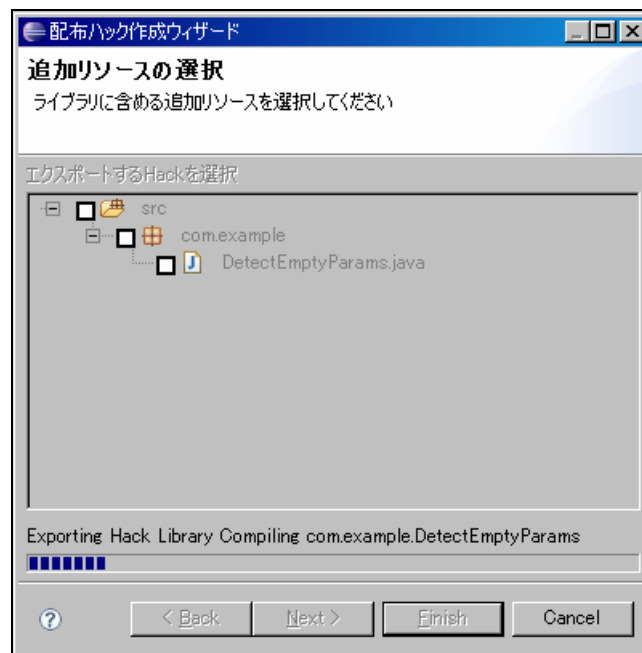 配布ハック作成ウィザード
追加リソースの選択
ライブラリに含める追加リソースを選択してください
エクスポートするHackを選択
src
com.example
DetectEmptyParams.java
Exporting Hack Library Compiling com.example.DetectEmptyParams
< Back Next > Finish Cancel